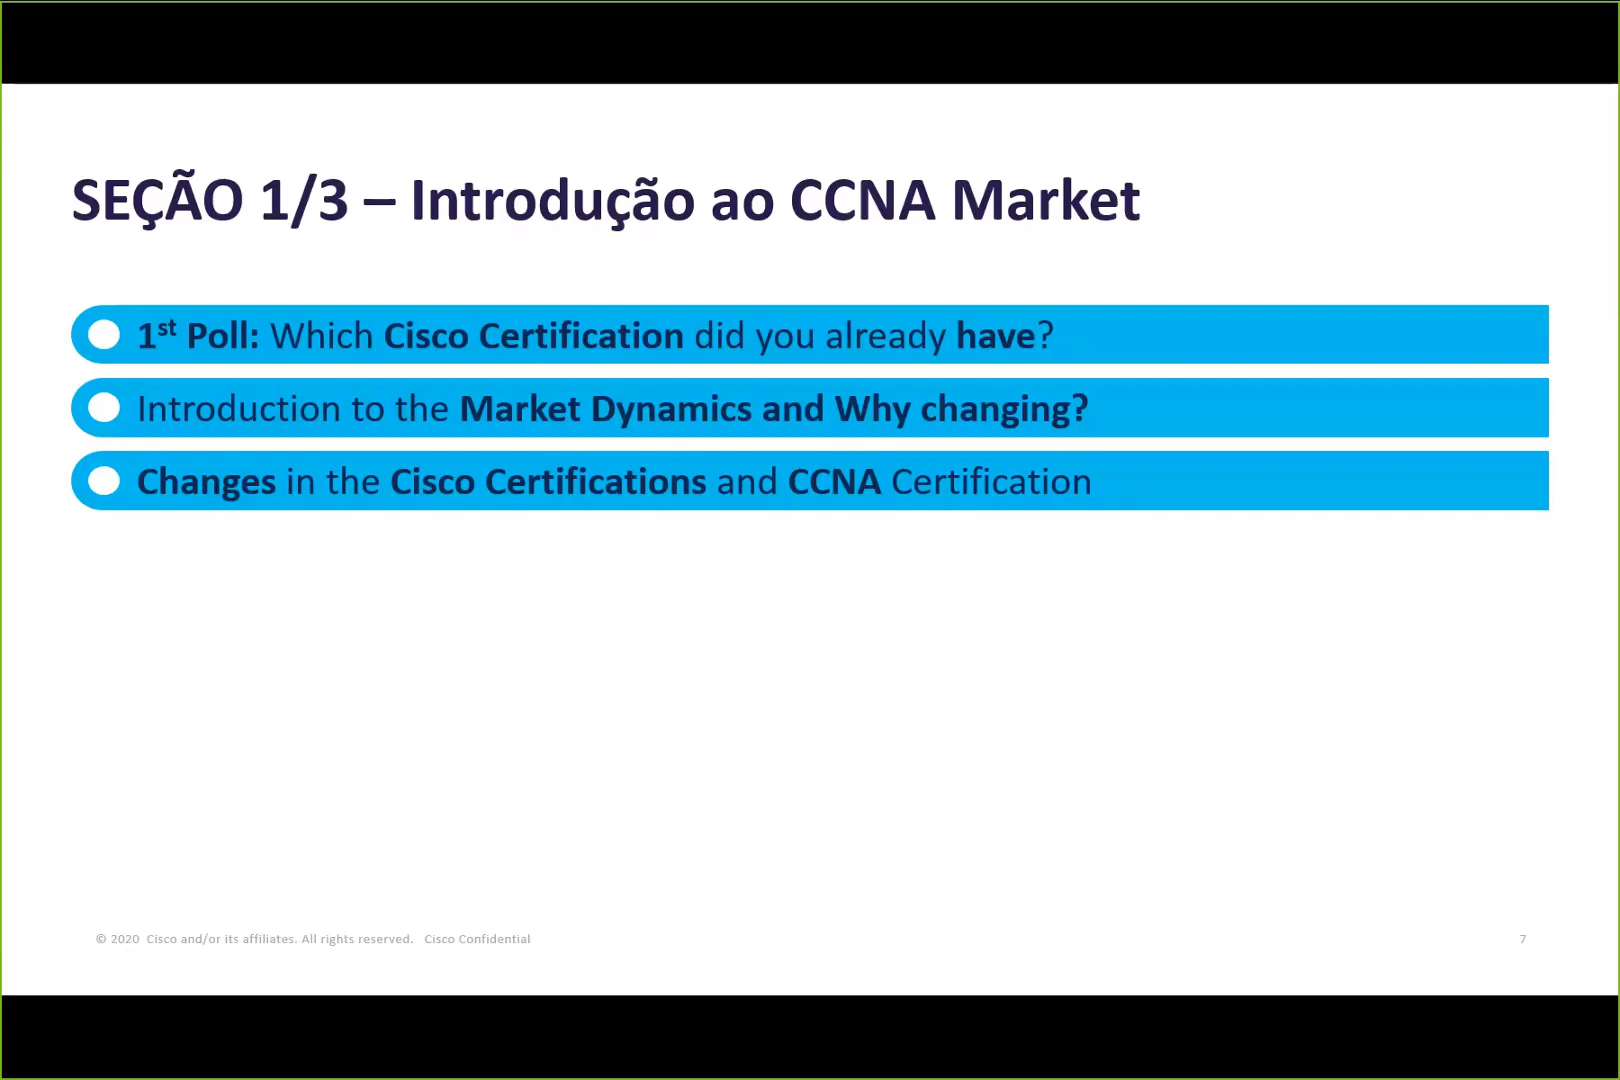 SEÇÃO 1/3 – Introdução ao CCNA Market
1st Poll: Which Cisco Certification did you already have?
Introduction to the Market Dynamics and Why changing?
Changes in the Cisco Certifications and CCNA Certification
© 2020 Cisco and/or its affiliates. All rights reserved. Cisco Confidential
7